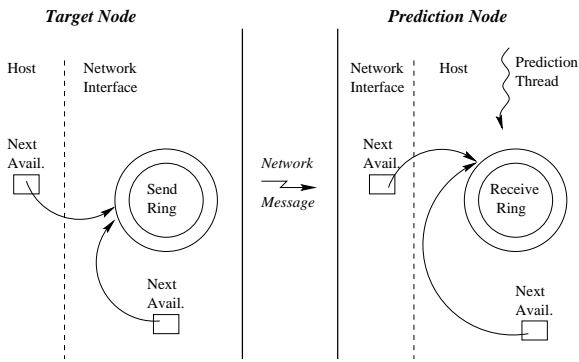 Target Node
Host
Network
Interface
Next
Avail.
Send
Ring
Next
Avail.
Network
Message
Prediction Node
Network
Interface
Host
Prediction
Thread
Next
Avail.
Receive
Ring
Next
Avail.